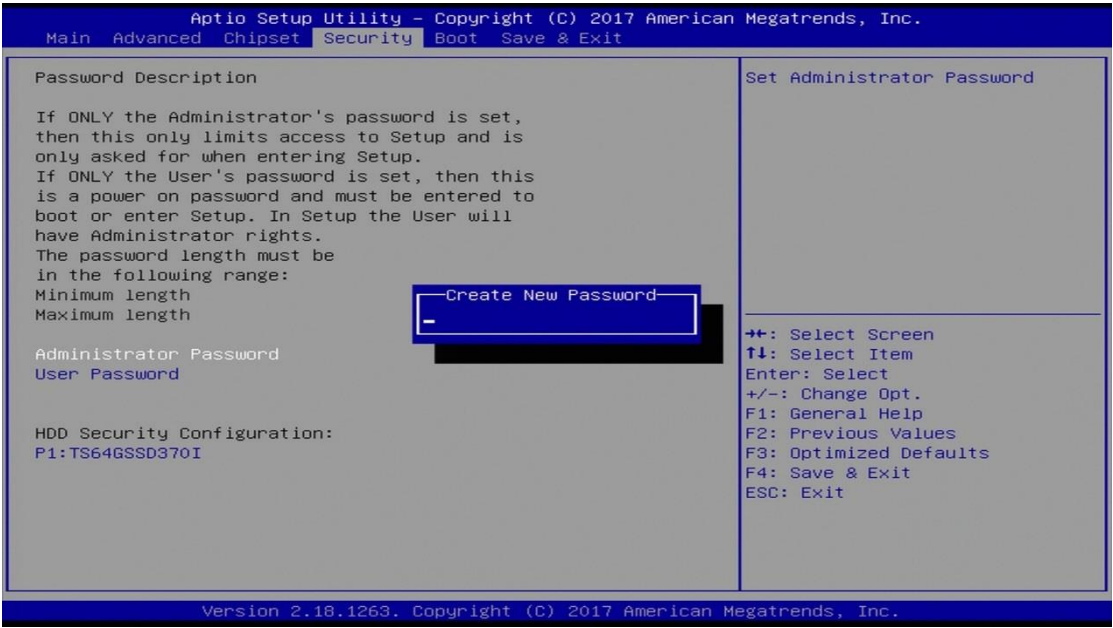 Aptio Setup Utility – Copyright (C) 2017 American Megatrends, Inc.
Main Advanced Chipset Security Boot Save & Exit
Password Description
If ONLY the Administrator's password is set,
then this only limits access to Setup and is
only asked for when entering Setup.
If ONLY the User's password is set, then this
is a power on password and must be entered to
boot or enter Setup. In Setup the User will
have Administrator rights.
The password length must be
in the following range:
Minimum length
Maximum length
Administrator Password
User Password
HDD Security Configuration:
P1:TS64GSSD370I
Create New Password
Set Administrator Password
→←: Select Screen
↑↓: Select Item
Enter: Select
+/-: Change Opt.
F1: General Help
F2: Previous Values
F3: Optimized Defaults
F4: Save & Exit
ESC: Exit
Version 2.18.1263. Copyright (C) 2017 American Megatrends, Inc.